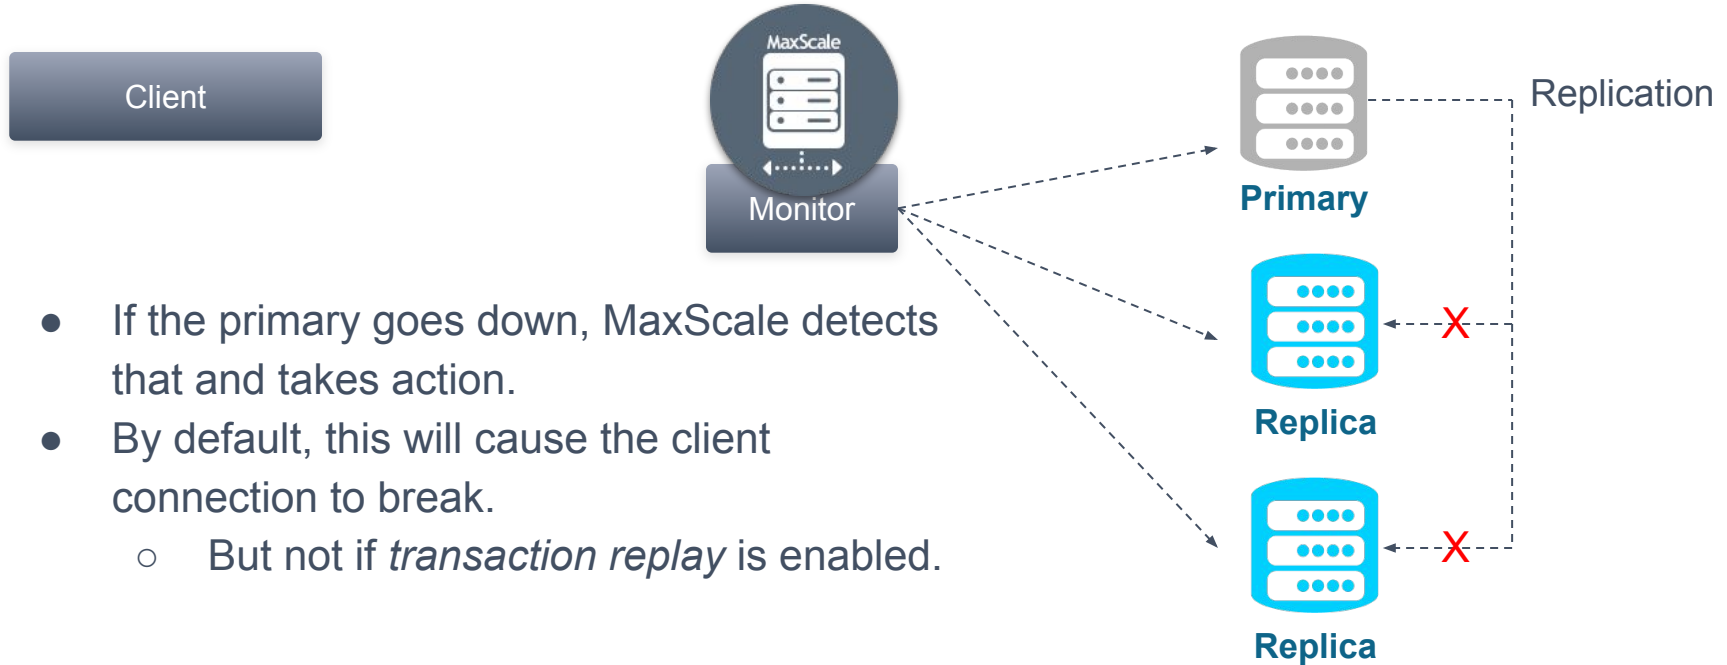 MaxScale
Client
Replication
Primary
Monitor
● If the primary goes down, MaxScale detects
that and takes action.
● By default, this will cause the client
connection to break.
○ But not if transaction replay is enabled.
X
Replica
X
Replica